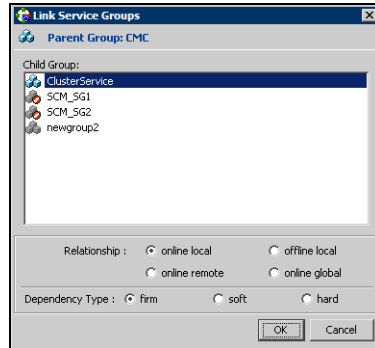 Link Service Groups
Parent Group: CMC
Child Group:
ClusterService
SCM_SG1
SCM_SG2
newgroup2
Relationship : online local offline local
online remote online global
Dependency Type : firm soft hard
OK Cancel